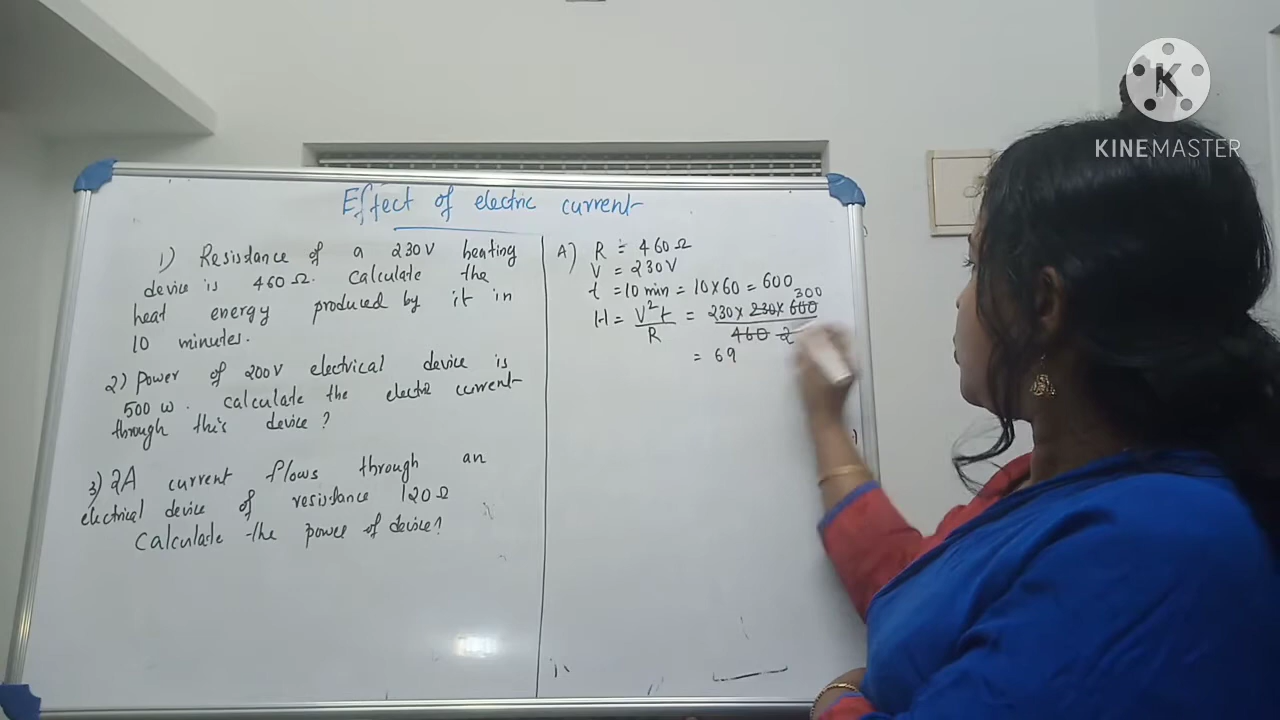 KINEMASTER
Effect of electric current
1) Resistance of a 230V heating
device is 460 Ω. Calculate the
heat energy produced by it in
10 minutes.
2) Power of 200V electrical device is
500 w. Calculate the electric current
through this device?
3) 2A current flows through an
electrical device of resistance 120Ω
Calculate the power of device?
A) R = 460 Ω
V = 230V
t = 10 min = 10×60 = 600
300
H = V²t = 230×230×600
R 460 2
= 69